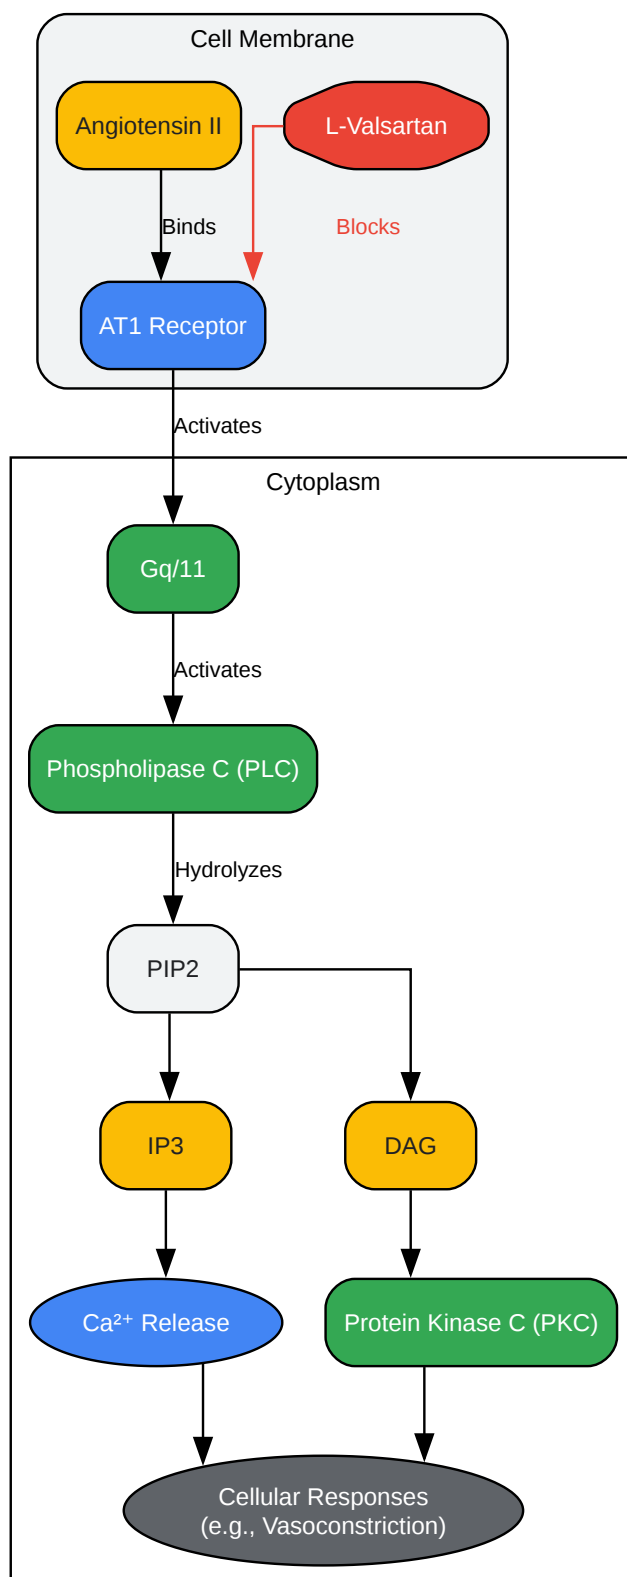 Cell Membrane
Angiotensin II
L-Valsartan
Binds
Blocks
AT1 Receptor
Activates
Cytoplasm
Gq/11
Activates
Phospholipase C (PLC)
Hydrolyzes
PIP2
IP3
DAG
Ca²⁺ Release
Protein Kinase C (PKC)
Cellular Responses
(e.g., Vasoconstriction)